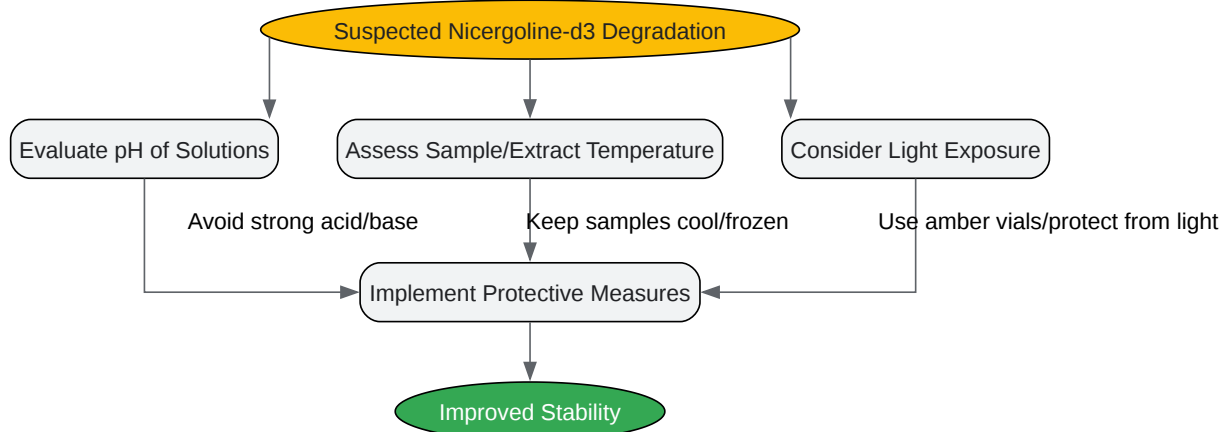 Suspected Nicergoline-d3 Degradation
Evaluate pH of Solutions
Assess Sample/Extract Temperature
Consider Light Exposure
Avoid strong acid/base
Keep samples cool/frozen
Use amber vials/protect from light
Implement Protective Measures
Improved Stability